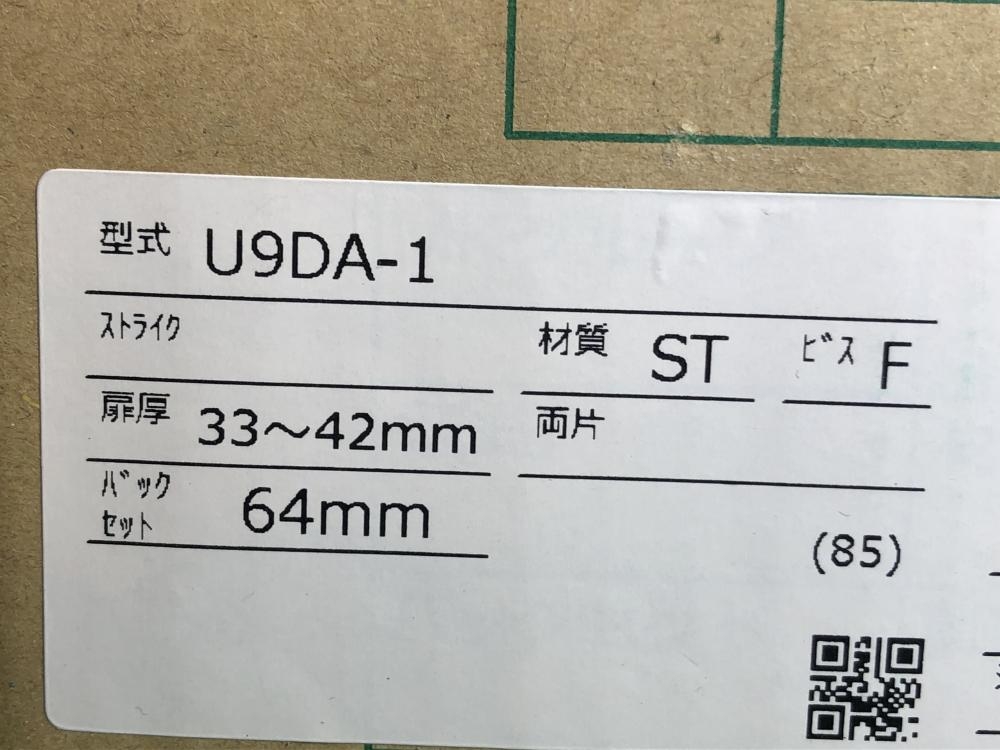 型式 U9DA-1
ｽﾄﾗｲｸ
材質 ST ﾋﾞｽ F
扉厚 33～42mm
両片
ﾊﾞｯｸ
ｾｯﾄ 64mm
(85)